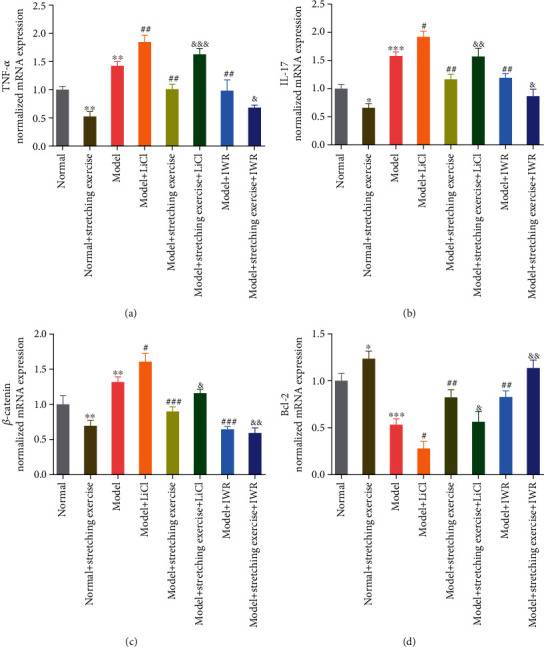 TNF-α
normalized mRNA expression
2.5
2.0
1.5
1.0
0.5
0.0
**
**
##
##
&&&
##
&
Normal
Normal+stretching exercise
Model
Model+LiCl
Model+stretching exercise
Model+stretching exercise+LiCl
Model+IWR
Model+stretching exercise+IWR
(a)
IL-17
normalized mRNA expression
2.5
2.0
1.5
1.0
0.5
0.0
*
***
#
##
&&
##
&
Normal
Normal+stretching exercise
Model
Model+LiCl
Model+stretching exercise
Model+stretching exercise+LiCl
Model+IWR
Model+stretching exercise+IWR
(b)
β-catenin
normalized mRNA expression
2.0
1.5
1.0
0.5
0.0
**
**
#
###
&
###
&&
Normal
Normal+stretching exercise
Model
Model+LiCl
Model+stretching exercise
Model+stretching exercise+LiCl
Model+IWR
Model+stretching exercise+IWR
(c)
Bcl-2
normalized mRNA expression
1.5
1.0
0.5
0.0
*
***
#
##
&
##
&&
Normal
Normal+stretching exercise
Model
Model+LiCl
Model+stretching exercise
Model+stretching exercise+LiCl
Model+IWR
Model+stretching exercise+IWR
(d)